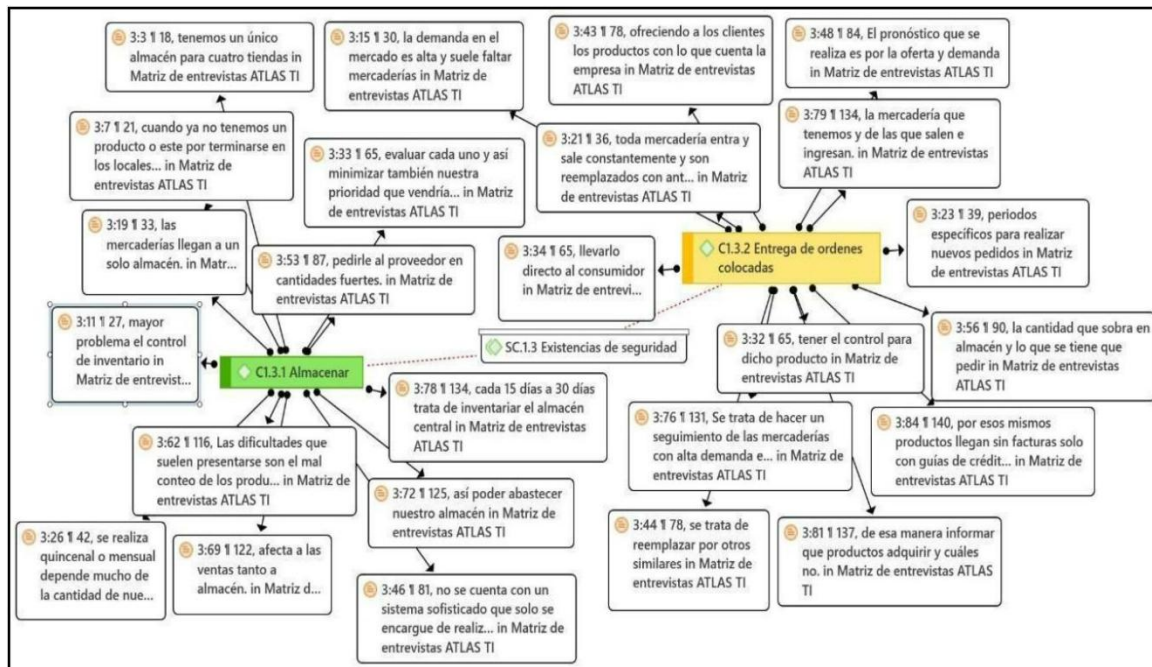 3:3 ¶ 18, tenemos un único
almacén para cuatro tiendas in
Matriz de entrevistas ATLAS TI
3:15 ¶ 30, la demanda en el
mercado es alta y suele faltar
mercaderías in Matriz de
entrevistas ATLAS TI
3:43 ¶ 78, ofreciendo a los clientes
los productos con lo que cuenta la
empresa in Matriz de entrevistas
ATLAS TI
3:48 ¶ 84, El pronóstico que se
realiza es por la oferta y demanda
in Matriz de entrevistas ATLAS TI
3:7 ¶ 21, cuando ya no tenemos un
producto o este por terminarse en
los locales... in Matriz de
entrevistas ATLAS TI
3:33 ¶ 65, evaluar cada uno y así
minimizar también nuestra
prioridad que vendría... in Matriz
de entrevistas ATLAS TI
3:21 ¶ 36, toda mercadería entra y
sale constantemente y son
reemplazados con ant... in Matriz
de entrevistas ATLAS TI
3:79 ¶ 134, la mercadería que
tenemos y de las que salen e
ingresan. in Matriz de entrevistas
ATLAS TI
3:19 ¶ 33, las
mercaderías llegan a un
solo almacén. in Matr...
3:53 ¶ 87, pedirle al proveedor en
cantidades fuertes. in Matriz de
entrevistas ATLAS TI
3:34 ¶ 65, llevarlo
directo al consumidor
in Matriz de entrevi...
C1.3.2 Entrega de ordenes
colocadas
3:23 ¶ 39, periodos
específicos para realizar
nuevos pedidos in Matriz de
entrevistas ATLAS TI
3:11 ¶ 27, mayor
problema el control
de inventario in
Matriz de entrevist...
C1.3.1 Almacenar
SC.1.3 Existencias de seguridad
3:32 ¶ 65, tener el control para
dicho producto in Matriz de
entrevistas ATLAS TI
3:56 ¶ 90, la cantidad que sobra en
almacén y lo que se tiene que
pedir in Matriz de entrevistas
ATLAS TI
3:78 ¶ 134, cada 15 días a 30 días
trata de inventariar el almacén
central in Matriz de entrevistas
ATLAS TI
3:62 ¶ 116, Las dificultades que
suelen presentarse son el mal
conteo de los produ... in Matriz de
entrevistas ATLAS TI
3:76 ¶ 131, Se trata de hacer un
seguimiento de las mercaderías
con alta demanda e... in Matriz de
entrevistas ATLAS TI
3:84 ¶ 140, por esos mismos
productos llegan sin facturas solo
con guías de crédit... in Matriz de
entrevistas ATLAS TI
3:72 ¶ 125, así poder abastecer
nuestro almacén in Matriz de
entrevistas ATLAS TI
3:26 ¶ 42, se realiza
quincenal o mensual
depende mucho de
la cantidad de nue...
3:69 ¶ 122, afecta a las
ventas tanto a
almacén. in Matriz d...
3:44 ¶ 78, se trata de
reemplazar por otros
similares in Matriz de
entrevistas ATLAS TI
3:81 ¶ 137, de esa manera informar
que productos adquirir y cuáles
no. in Matriz de entrevistas ATLAS
TI
3:46 ¶ 81, no se cuenta con un
sistema sofisticado que solo se
encargue de realiz... in Matriz de
entrevistas ATLAS TI